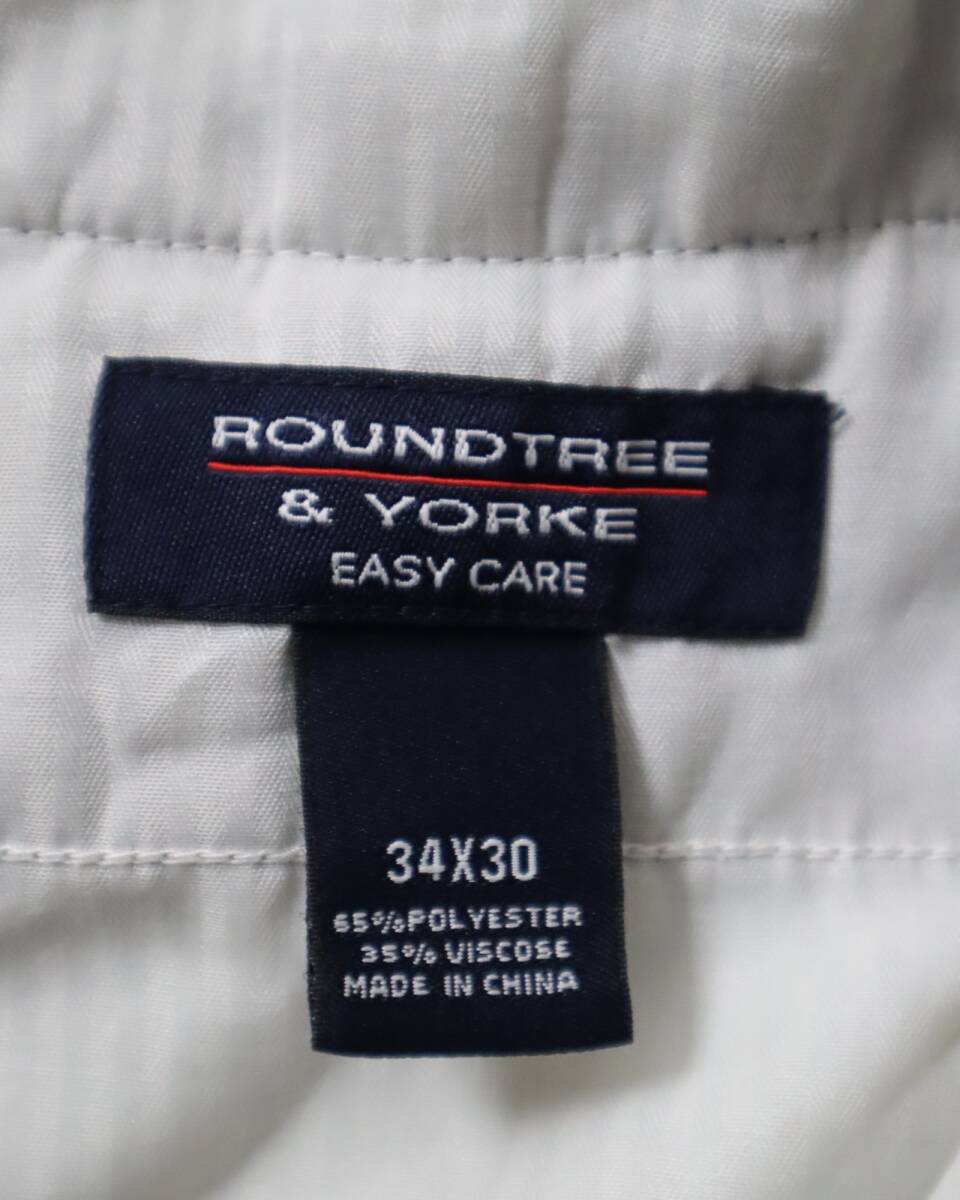 ROUNDTREE
& YORKE
EASY CARE
34X30
65%POLYESTER
35% VISCOSE
MADE IN CHINA